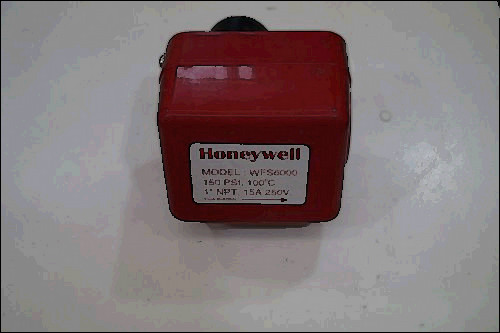 Honeywell
MODEL : WFS6000
150 PSI, 100°C
1" NPT, 15A 250V